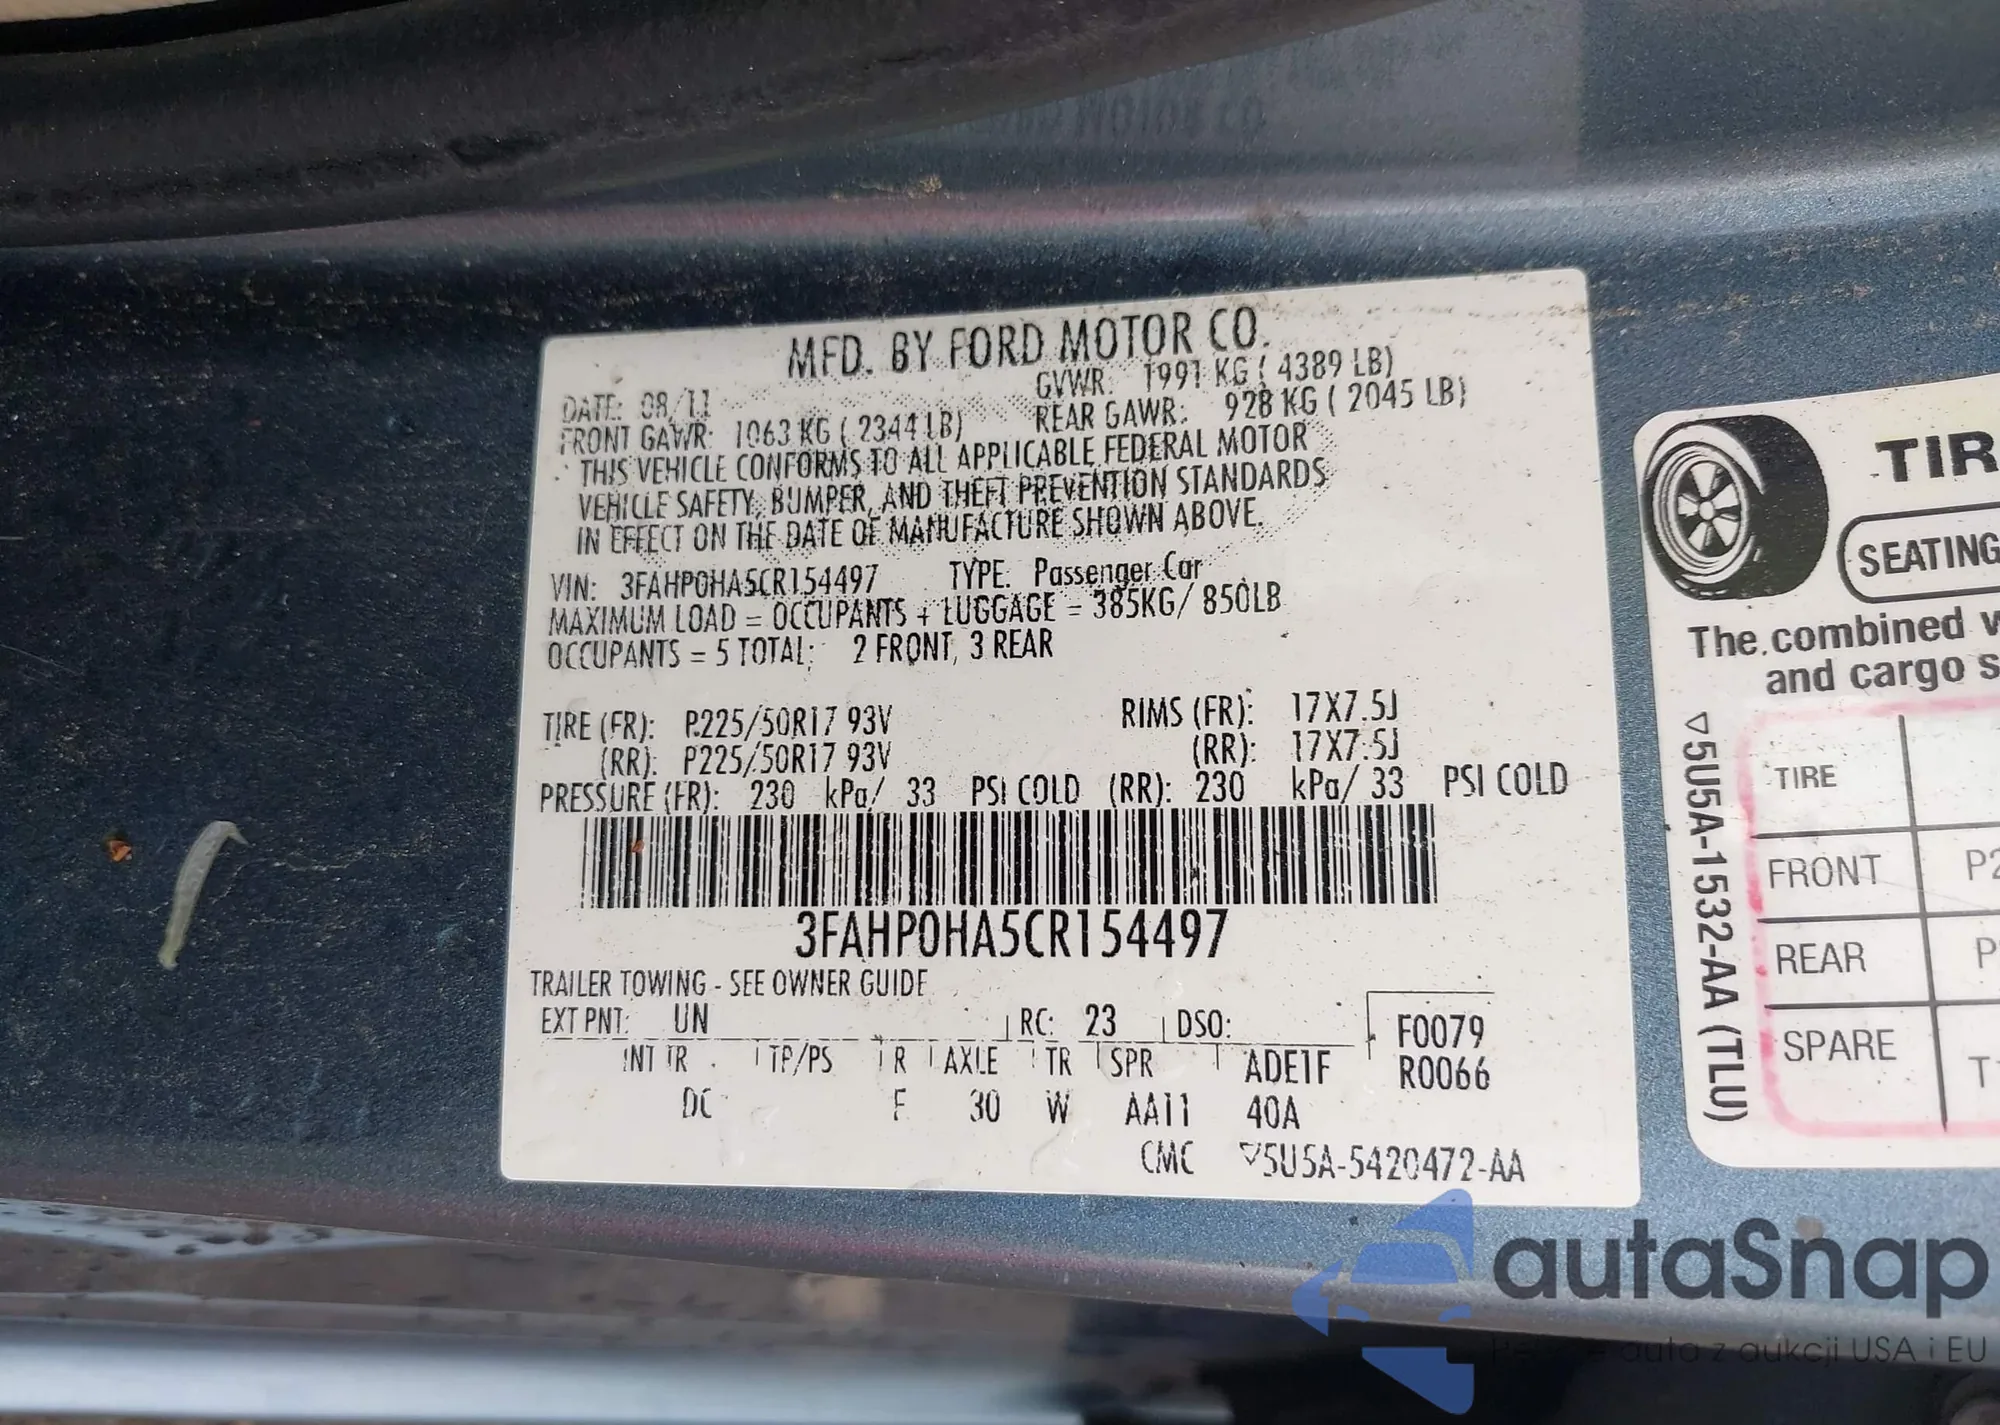 MFD. BY FORD MOTOR CO.
DATE: 08/11
GVWR: 1991 KG ( 4389 LB)
FRONT GAWR: 1063 KG ( 2344 LB)
REAR GAWR: 928 KG ( 2045 LB)
THIS VEHICLE CONFORMS TO ALL APPLICABLE FEDERAL MOTOR
VEHICLE SAFETY, BUMPER, AND THEFT PREVENTION STANDARDS
IN EFFECT ON THE DATE OF MANUFACTURE SHOWN ABOVE.
VIN: 3FAHP0HA5CR154497 TYPE: Passenger Car
MAXIMUM LOAD = OCCUPANTS + LUGGAGE = 385KG/ 850LB
OCCUPANTS = 5 TOTAL: 2 FRONT, 3 REAR
TIRE (FR): P225/50R17 93V RIMS (FR): 17X7.5J
(RR): P225/50R17 93V (RR): 17X7.5J
PRESSURE (FR): 230 kPa/ 33 PSI COLD (RR): 230 kPa/ 33 PSI COLD
3FAHP0HA5CR154497
TRAILER TOWING - SEE OWNER GUIDE
EXT PNT: UN RC: 23 DSO: F0079
INT TR TP/PS R AXLE TR SPR ADE1F R0066
DC F 30 W AA11 40A
CMC ▽5U5A-5420472-AA
TIR
SEATING
The combined
and cargo
TIRE
FRONT P2
REAR P
SPARE T
▽5U5A-1532-AA (TLU)
autaSnap
auta z aukcji USA i EU